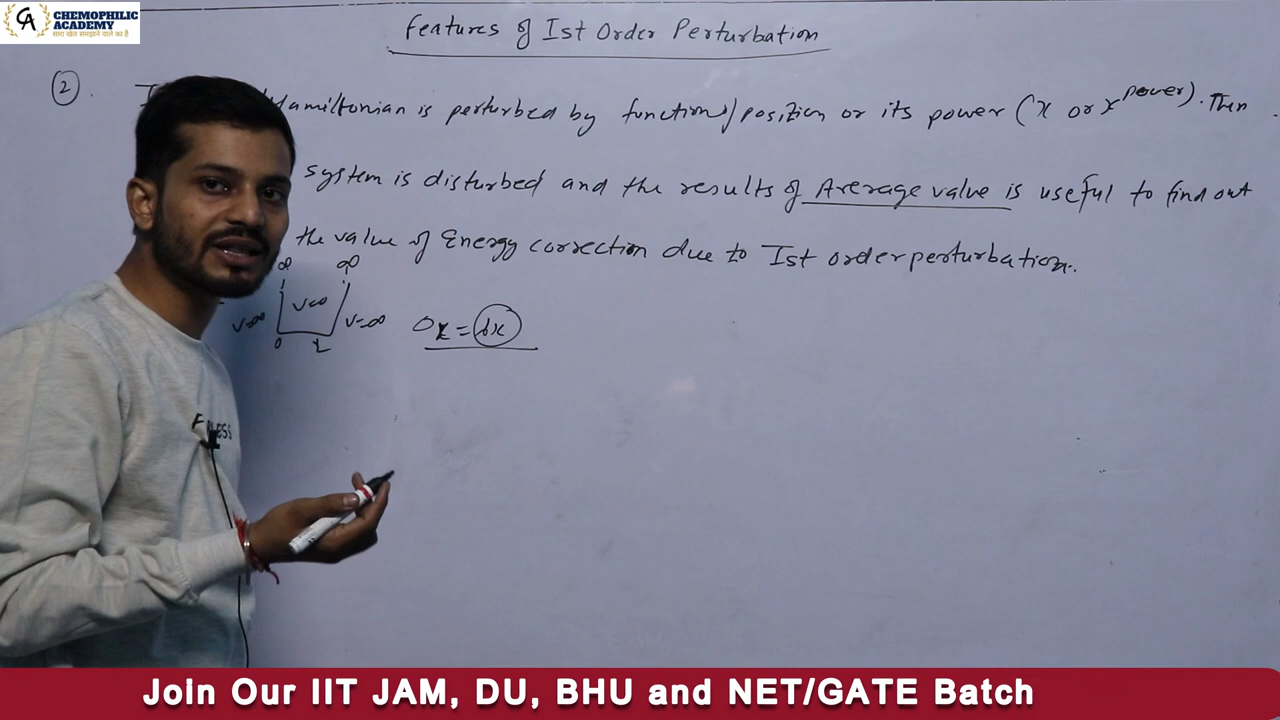 CHEMOPHILIC
ACADEMY
सारा खेल समझाने वाले का है
Features of Ist Order Perturbation
2. Hamiltonian is perturbed by function/position or its power (x or x^power). Then
system is disturbed and the results of Average value is useful to find out
the value of Energy correction due to Ist order perturbation.
∞ ∞
V=∞ V=0 V=∞
0 L
FLESS
Join Our IIT JAM, DU, BHU and NET/GATE Batch